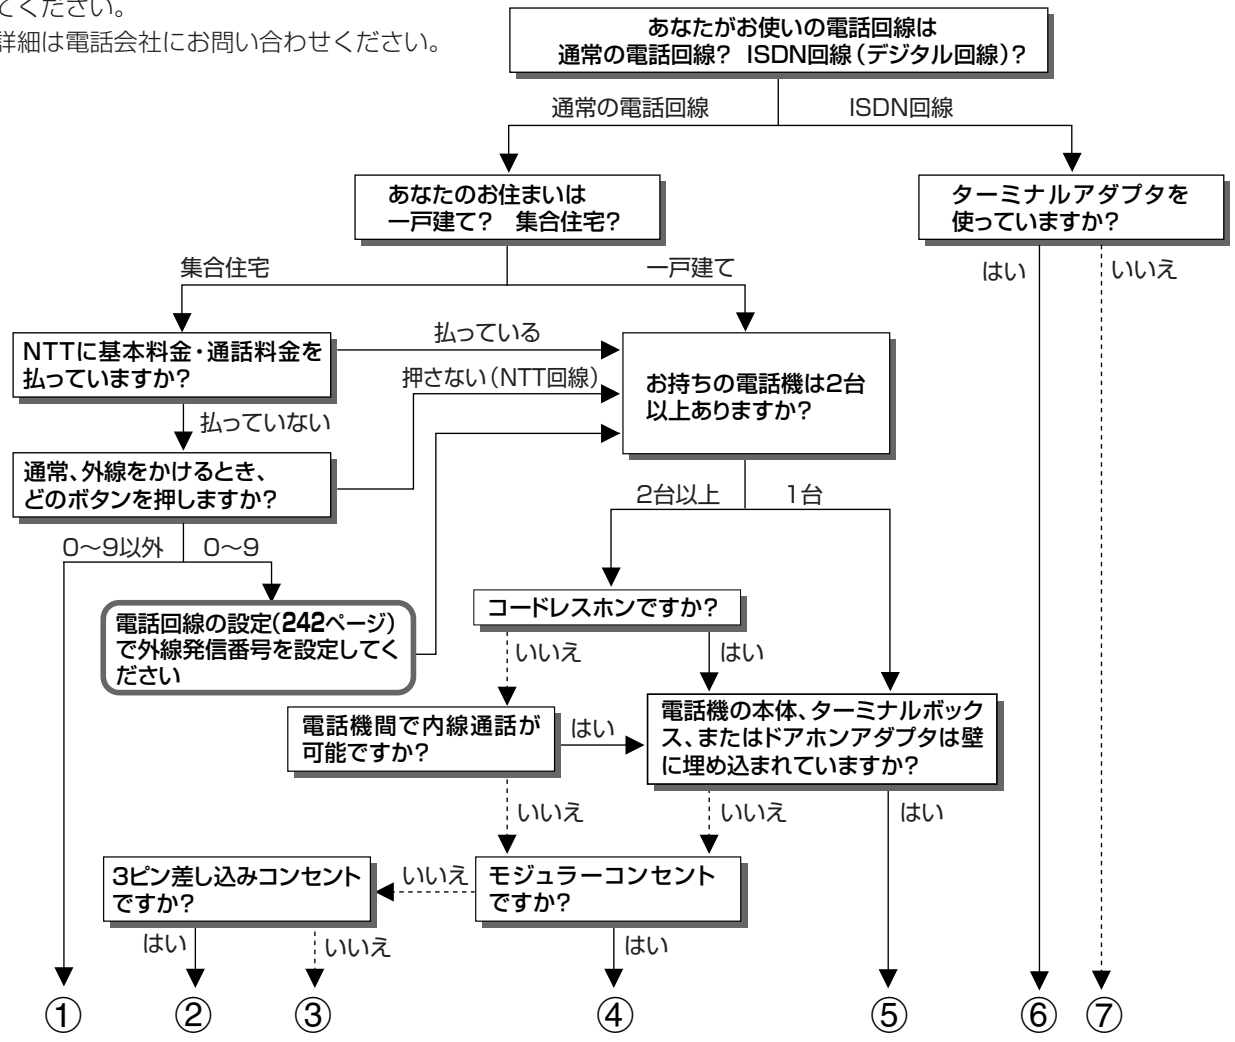 てください。
詳細は電話会社にお問い合わせください。
あなたがお使いの電話回線は
通常の電話回線? ISDN回線(デジタル回線)?
通常の電話回線
ISDN回線
あなたのお住まいは
一戸建て? 集合住宅?
ターミナルアダプタを
使っていますか?
集合住宅
一戸建て
はい
いいえ
NTTに基本料金・通話料金を
払っていますか?
払っている
押さない(NTT回線)
お持ちの電話機は2台
以上ありますか?
払っていない
通常、外線をかけるとき、
どのボタンを押しますか?
2台以上
1台
0〜9以外
0〜9
電話回線の設定(242ページ)
で外線発信番号を設定してく
ださい
コードレスホンですか?
いいえ
はい
電話機間で内線通話が
可能ですか?
はい
電話機の本体、ターミナルボック
ス、またはドアホンアダプタは壁
に埋め込まれていますか?
いいえ
いいえ
はい
3ピン差し込みコンセント
ですか?
いいえ
モジュラーコンセント
ですか?
はい
いいえ
はい
①
②
③
④
⑤
⑥
⑦